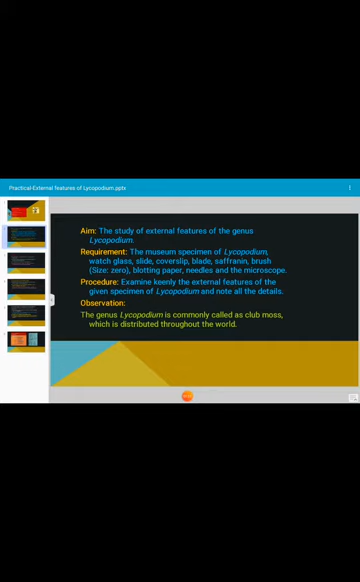 Practical-External features of Lycopodium.pptx
Aim: The study of external features of the genus
Lycopodium.
Requirement: The museum specimen of Lycopodium,
watch glass, slide, coverslip, blade, saffranin, brush
(Size: zero), blotting paper, needles and the microscope.
Procedure: Examine keenly the external features of the
given specimen of Lycopodium and note all the details.
Observation:
The genus Lycopodium is commonly called as club moss,
which is distributed throughout the world.